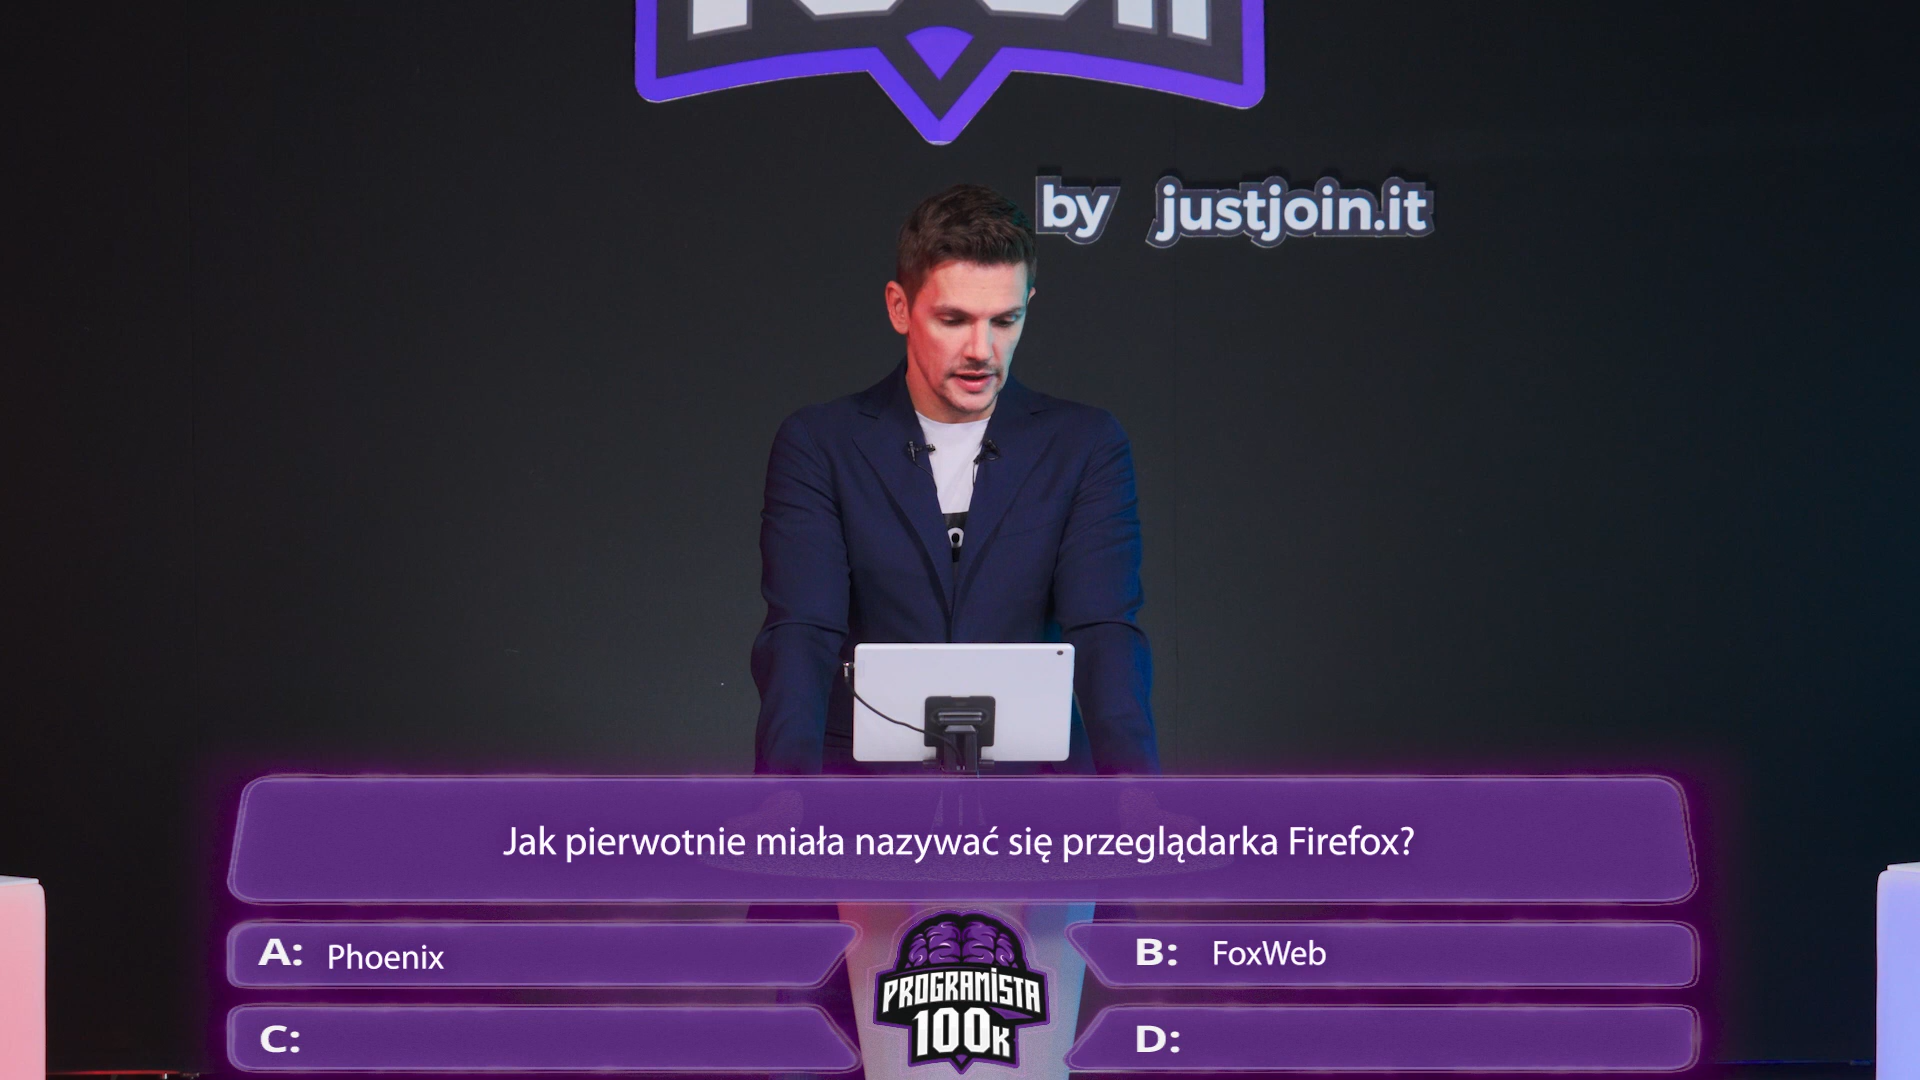 by justjoin.it
Jak pierwotnie miała nazywać się przeglądarka Firefox?
A: Phoenix
B: FoxWeb
PROGRAMiSTA
100K
C:
D: